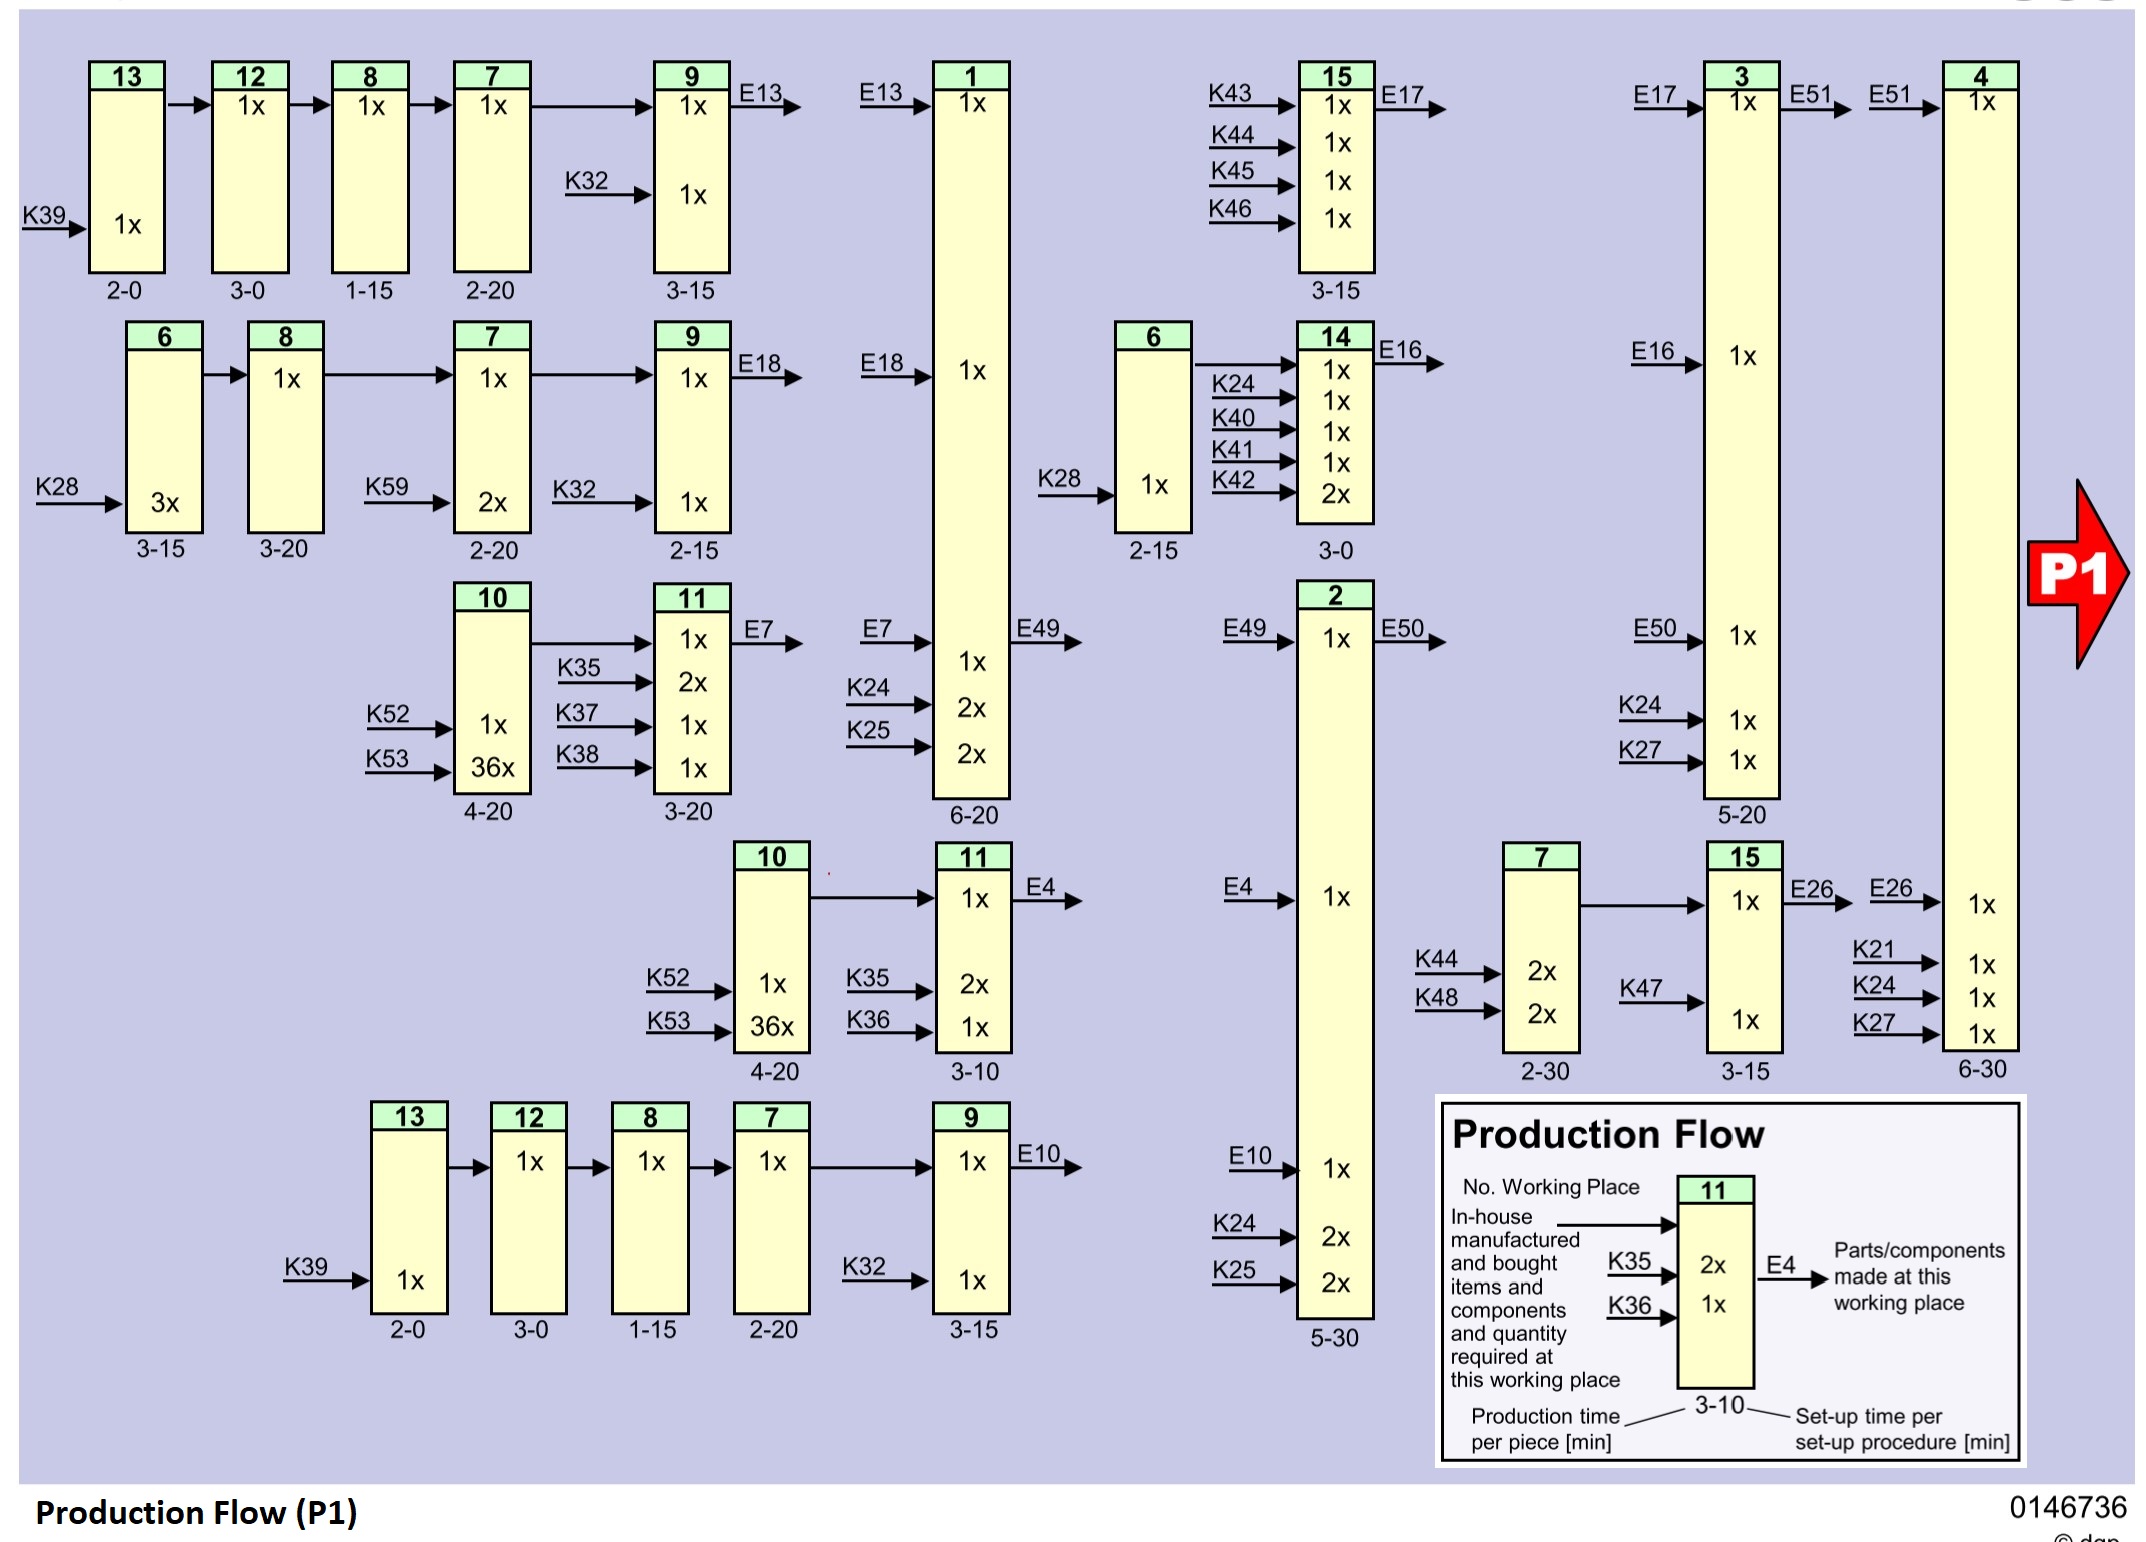 13 12 8 7 9 1 15 3 4
1x 1x 1x 1x E13 E13 1x K43 1x E17 E17 1x E51 E51 1x
K44 1x
K32 1x K45 1x
K39 1x K46 1x
2-0 3-0 1-15 2-20 3-15 3-15
6 8 7 9 6 14
1x 1x 1x E18 E18 1x 1x E16 E16 1x
K24 1x
K40 1x
K41 1x
K28 3x K59 2x K32 1x K28 1x K42 2x
3-15 3-20 2-20 2-15 2-15 3-0
P1
10 11 2
1x E7 E7 1x E49 E49 1x E50 E50 1x
K35 2x
K52 1x K37 1x K24 2x K24 1x
K53 36x K38 1x K25 2x K27 1x
4-20 3-20 6-20 5-20
10 11 7 15
1x E4 E4 1x 1x E26 E26 1x
K52 1x K35 2x K44 2x K21 1x
K53 36x K36 1x K48 2x K47 1x K24 1x
K27 1x
4-20 3-10 2-30 3-15 6-30
13 12 8 7 9
1x 1x 1x 1x E10 E10 1x
K24 2x
K39 1x K32 1x K25 2x
2-0 3-0 1-15 2-20 3-15 5-30
Production Flow
No. Working Place 11
In-house
manufactured
and bought
items and
components
and quantity
required at
this working place
K35 2x
K36 1x
E4
Parts/components
made at this
working place
3-10
Production time
per piece [min]
Set-up time per
set-up procedure [min]
Production Flow (P1)
0146736